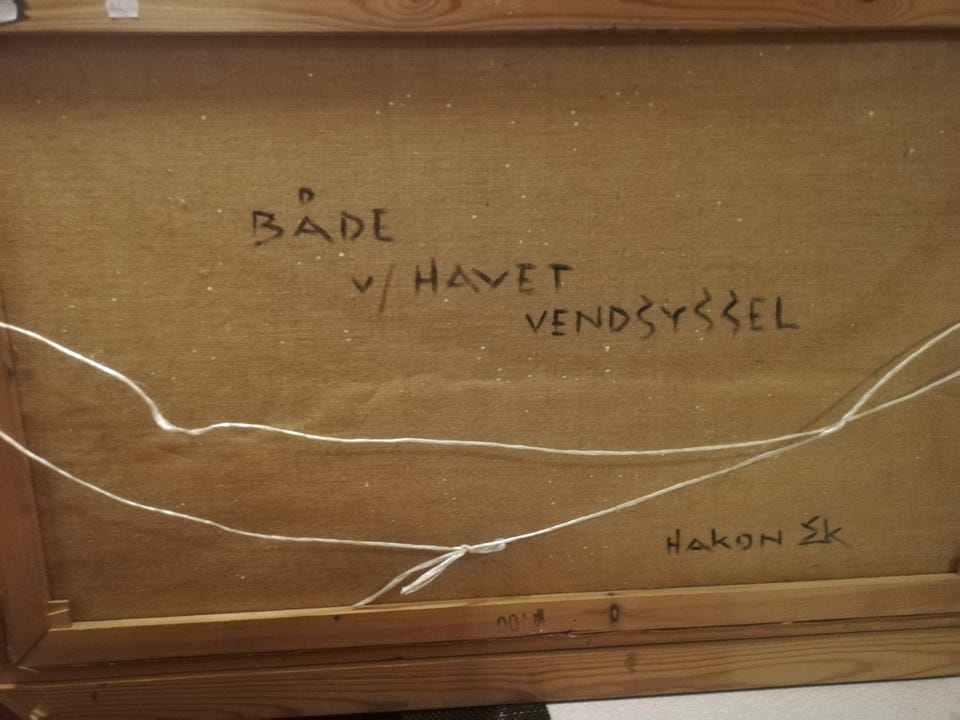 BÅDE
v/ HAVET
VENDSYSSEL
HAKON EK